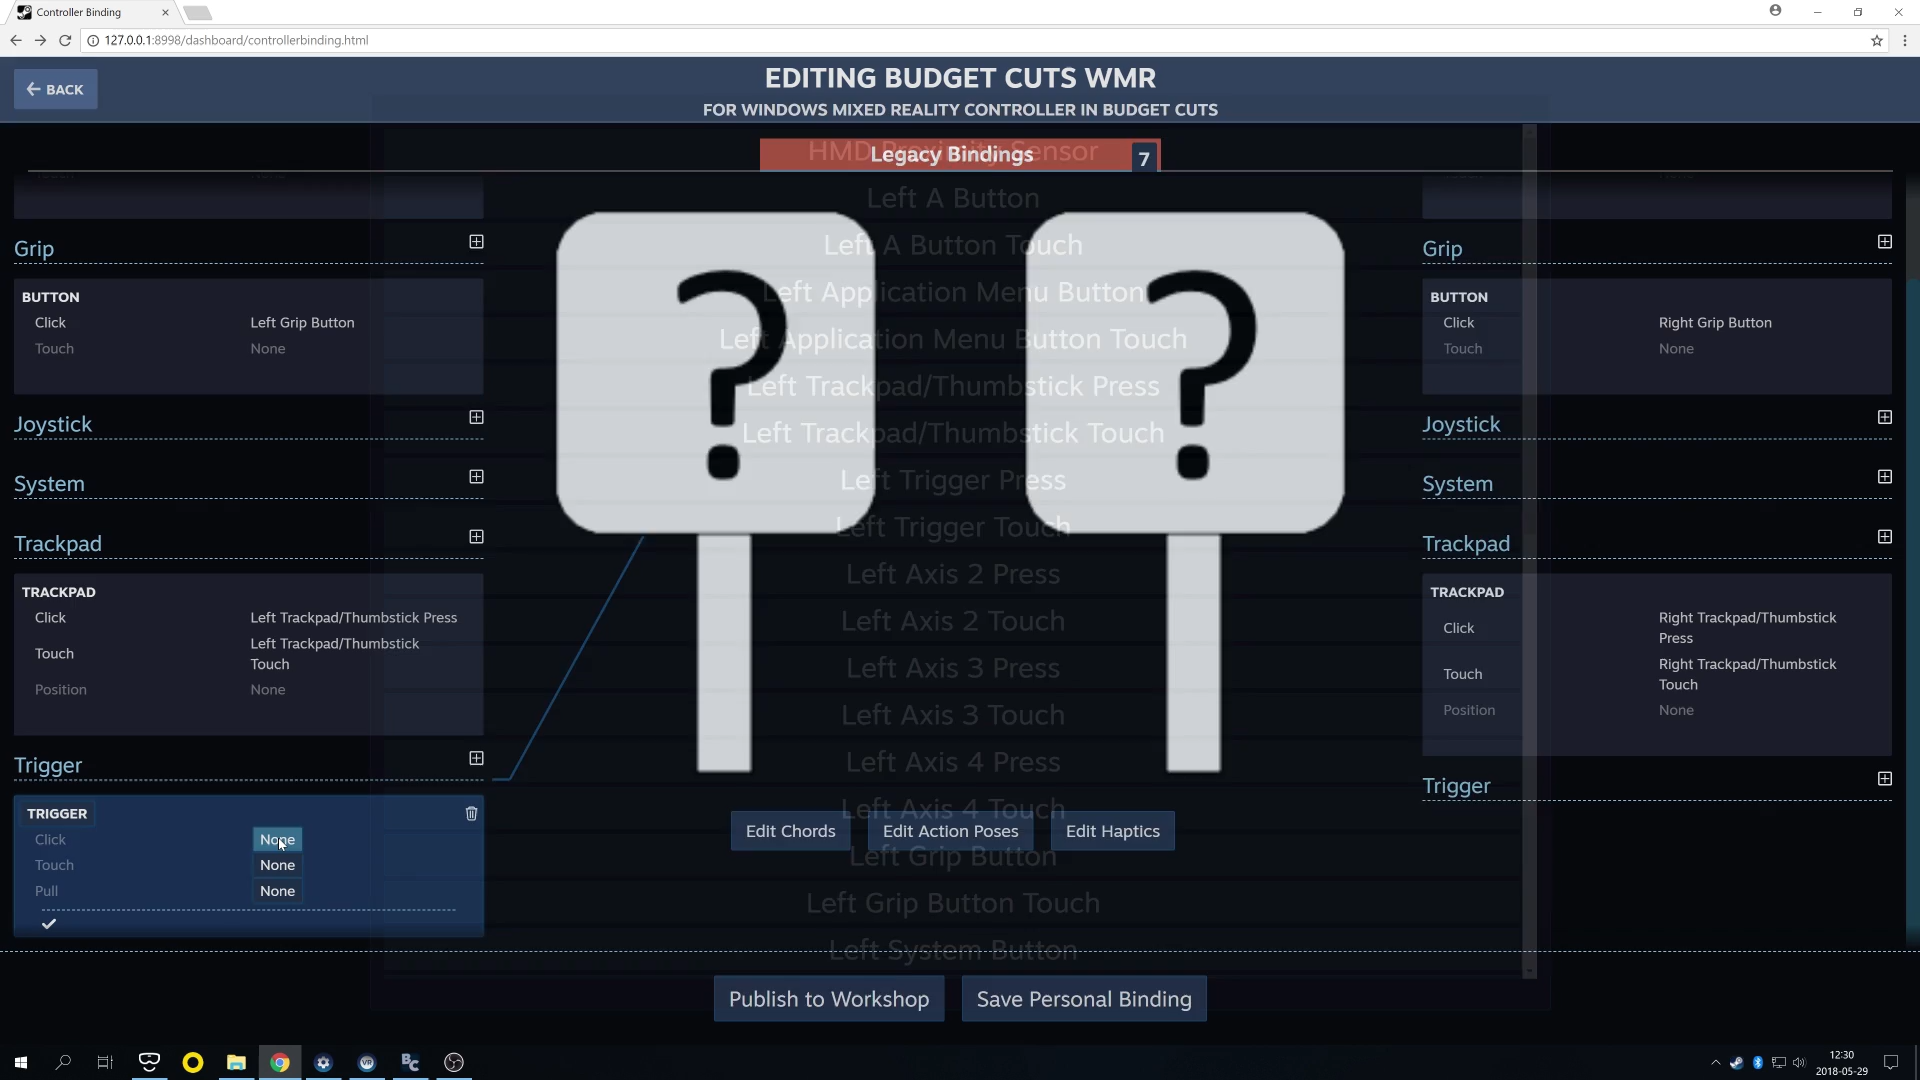 Controller Binding
127.0.0.1:8998/dashboard/controllerbinding.html
BACK
EDITING BUDGET CUTS WMR
FOR WINDOWS MIXED REALITY CONTROLLER IN BUDGET CUTS
HMD Proximity Sensor
Legacy Bindings
7
Left A Button
Left A Button Touch
Left Application Menu Button
Left Application Menu Button Touch
Left Trackpad/Thumbstick Press
Left Trackpad/Thumbstick Touch
Left Trigger Press
Left Trigger Touch
Left Axis 2 Press
Left Axis 2 Touch
Left Axis 3 Press
Left Axis 3 Touch
Left Axis 4 Press
Left Axis 4 Touch
Left Grip Button
Left Grip Button Touch
Left System Button
Grip
BUTTON
Click Left Grip Button
Touch None
Joystick
System
Trackpad
TRACKPAD
Click Left Trackpad/Thumbstick Press
Touch Left Trackpad/Thumbstick
Touch
Position None
Trigger
TRIGGER
Click None
Touch None
Pull None
? ?
Edit Chords Edit Action Poses Edit Haptics
Grip
BUTTON
Click Right Grip Button
Touch None
Joystick
System
Trackpad
TRACKPAD
Click Right Trackpad/Thumbstick
Press
Touch Right Trackpad/Thumbstick
Touch
Position None
Trigger
Publish to Workshop Save Personal Binding
VR
BC
12:30
2018-05-29